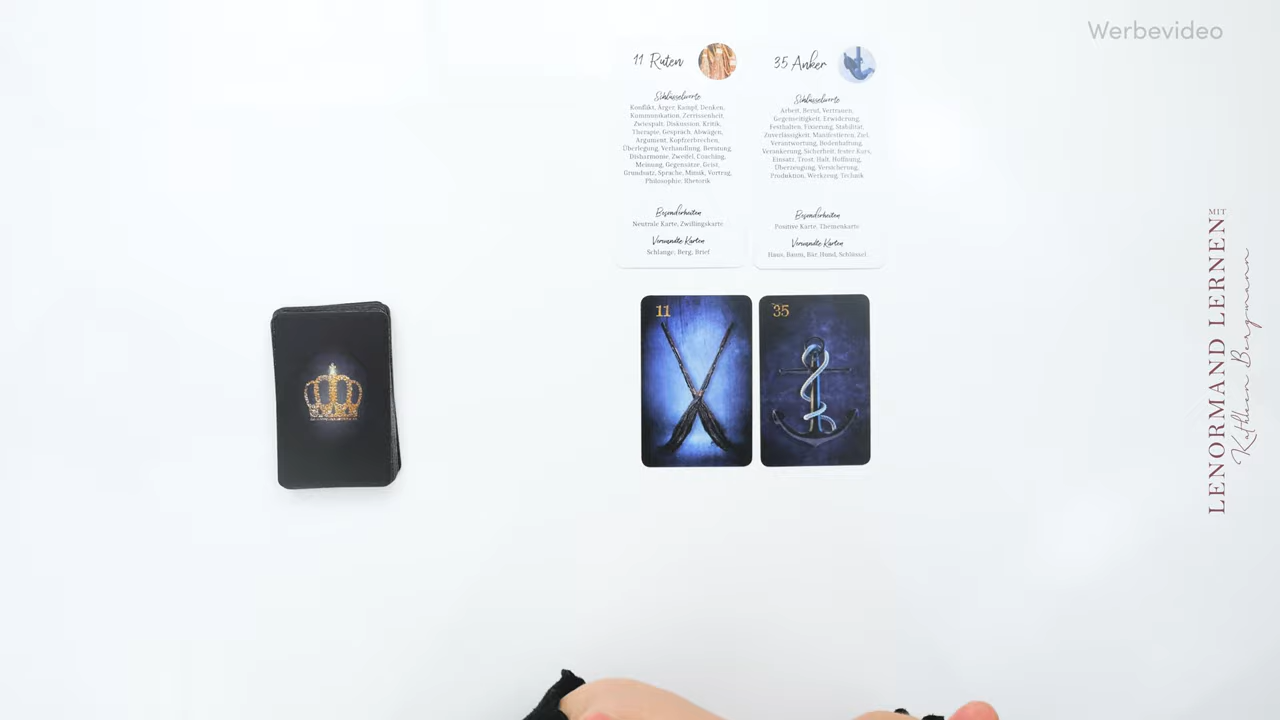 Werbevideo
11 Ruten
Schlüsselworte
Konflikt, Ärger, Kampf, Denken,
Kommunikation, Zerrissenheit,
Zwiespalt, Diskussion, Kritik,
Therapie, Gespräch, Abwägen,
Argument, Kopfzerbrechen,
Überlegung, Verhandlung, Beratung,
Disharmonie, Zweifel, Coaching,
Meinung, Gegensätze, Geist,
Grundsatz, Sprache, Mimik, Vortrag,
Philosophie, Rhetorik
Besonderheiten
Neutrale Karte, Zwillingskarte
Verwandte Karten
Schlange, Berg, Brief
35 Anker
Schlüsselworte
Arbeit, Beruf, Vertrauen,
Gegenseitigkeit, Erwiderung,
Festhalten, Fixierung, Stabilität,
Zuverlässigkeit, Manifestieren, Ziel,
Verantwortung, Beibehaltung,
Verankerung, Sicherheit, fester Kurs,
Einsatz, Trost, Halt, Hoffnung,
Überzeugung, Versicherung,
Produktion, Werkzeug, Technik
Besonderheiten
Positive Karte, Themenkarte
Verwandte Karten
Haus, Baum, Bär, Hund, Schlüssel
11
35
LENORMAND LERNEN MIT
Kathleen Bergmann